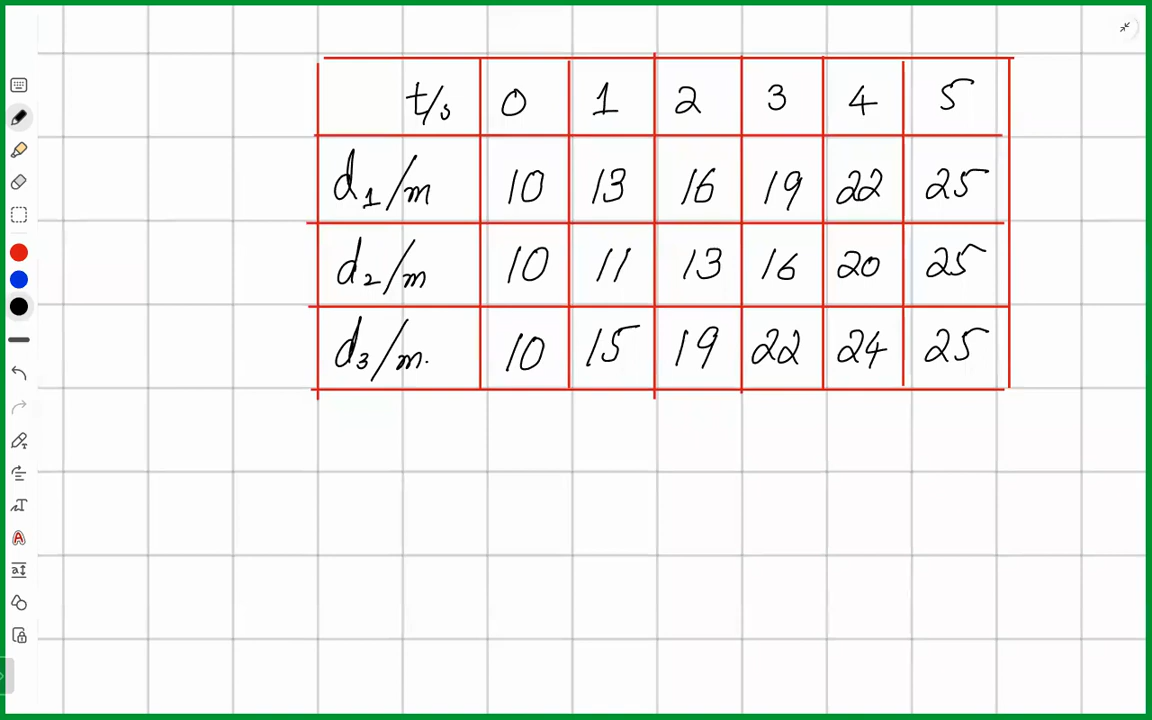 t/s 0 1 2 3 4 5
d₁/m 10 13 16 19 22 25
d₂/m 10 11 13 16 20 25
d₃/m. 10 15 19 22 24 25